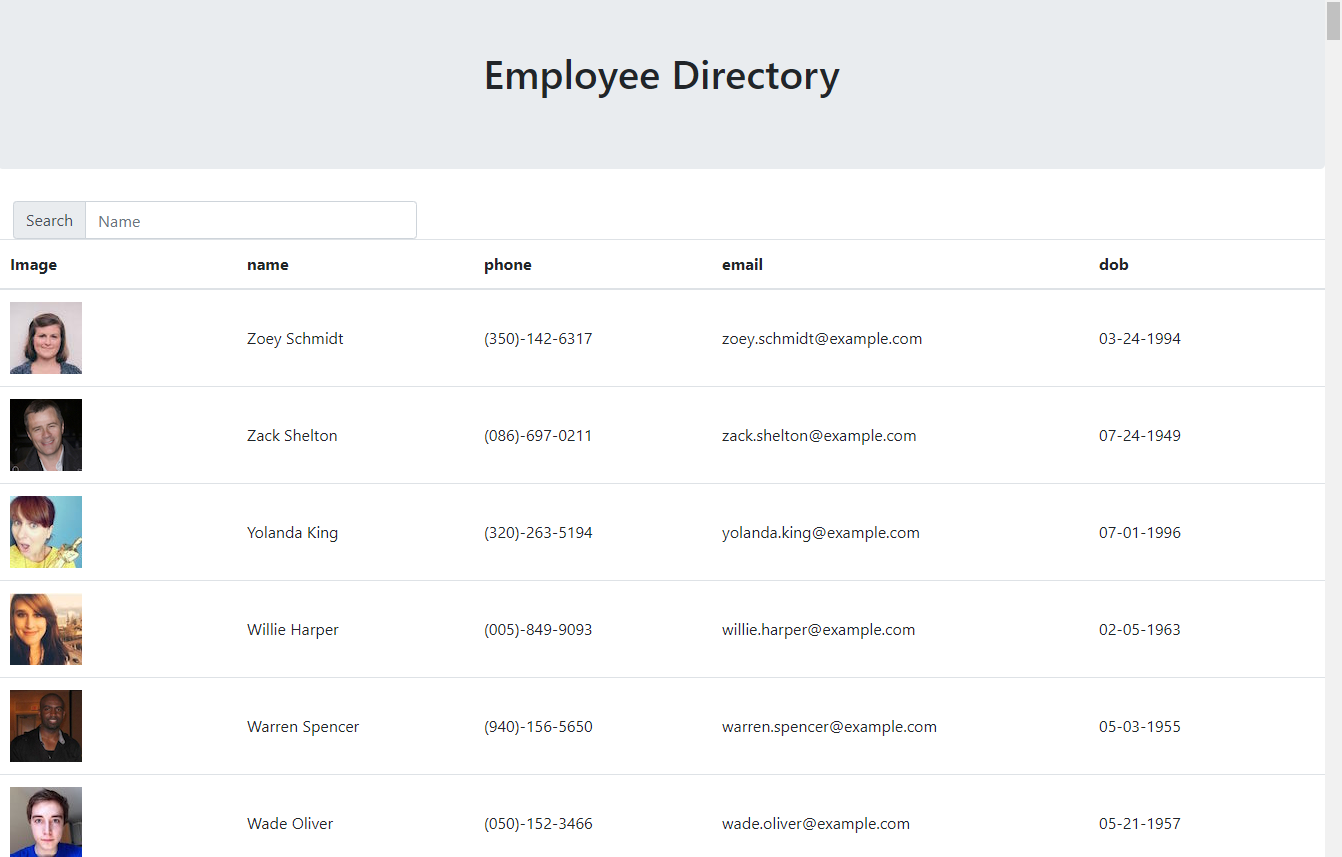 Employee Directory
Search Name
Image name phone email dob
Zoey Schmidt (350)-142-6317 zoey.schmidt@example.com 03-24-1994
Zack Shelton (086)-697-0211 zack.shelton@example.com 07-24-1949
Yolanda King (320)-263-5194 yolanda.king@example.com 07-01-1996
Willie Harper (005)-849-9093 willie.harper@example.com 02-05-1963
Warren Spencer (940)-156-5650 warren.spencer@example.com 05-03-1955
Wade Oliver (050)-152-3466 wade.oliver@example.com 05-21-1957